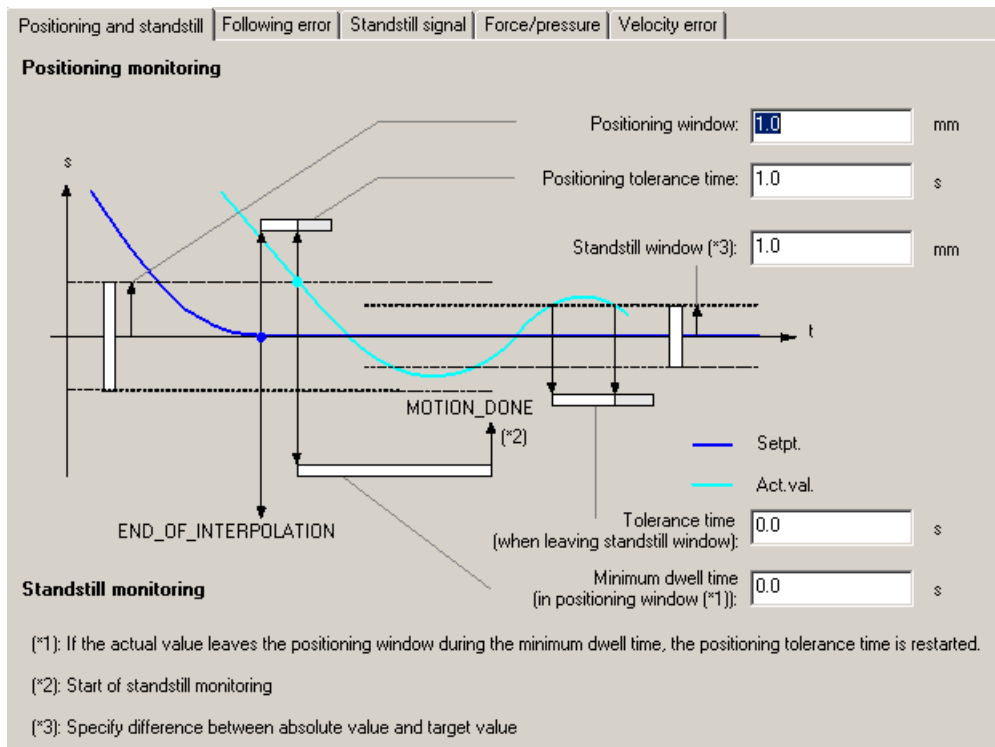 Positioning and standstill Following error Standstill signal Force/pressure Velocity error
Positioning monitoring
Positioning window: 1.0 mm
s
Positioning tolerance time: 1.0 s
Standstill window (*3): 1.0 mm
t
MOTION_DONE
(*2)
Setpt.
Act.val.
END_OF_INTERPOLATION
Tolerance time
(when leaving standstill window): 0.0 s
Standstill monitoring
Minimum dwell time
(in positioning window (*1)): 0.0 s
(*1): If the actual value leaves the positioning window during the minimum dwell time, the positioning tolerance time is restarted.
(*2): Start of standstill monitoring
(*3): Specify difference between absolute value and target value